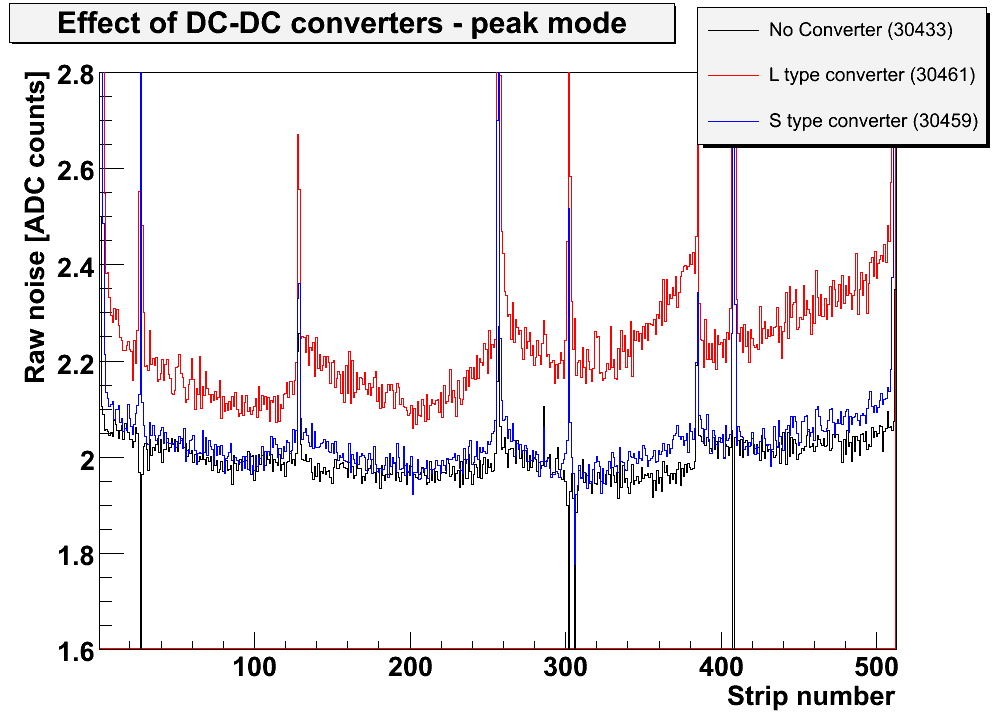 Effect of DC-DC converters - peak mode
No Converter (30433)
L type converter (30461)
S type converter (30459)
Raw noise [ADC counts]
2.8
2.6
2.4
2.2
2
1.8
1.6
100 200 300 400 500
Strip number